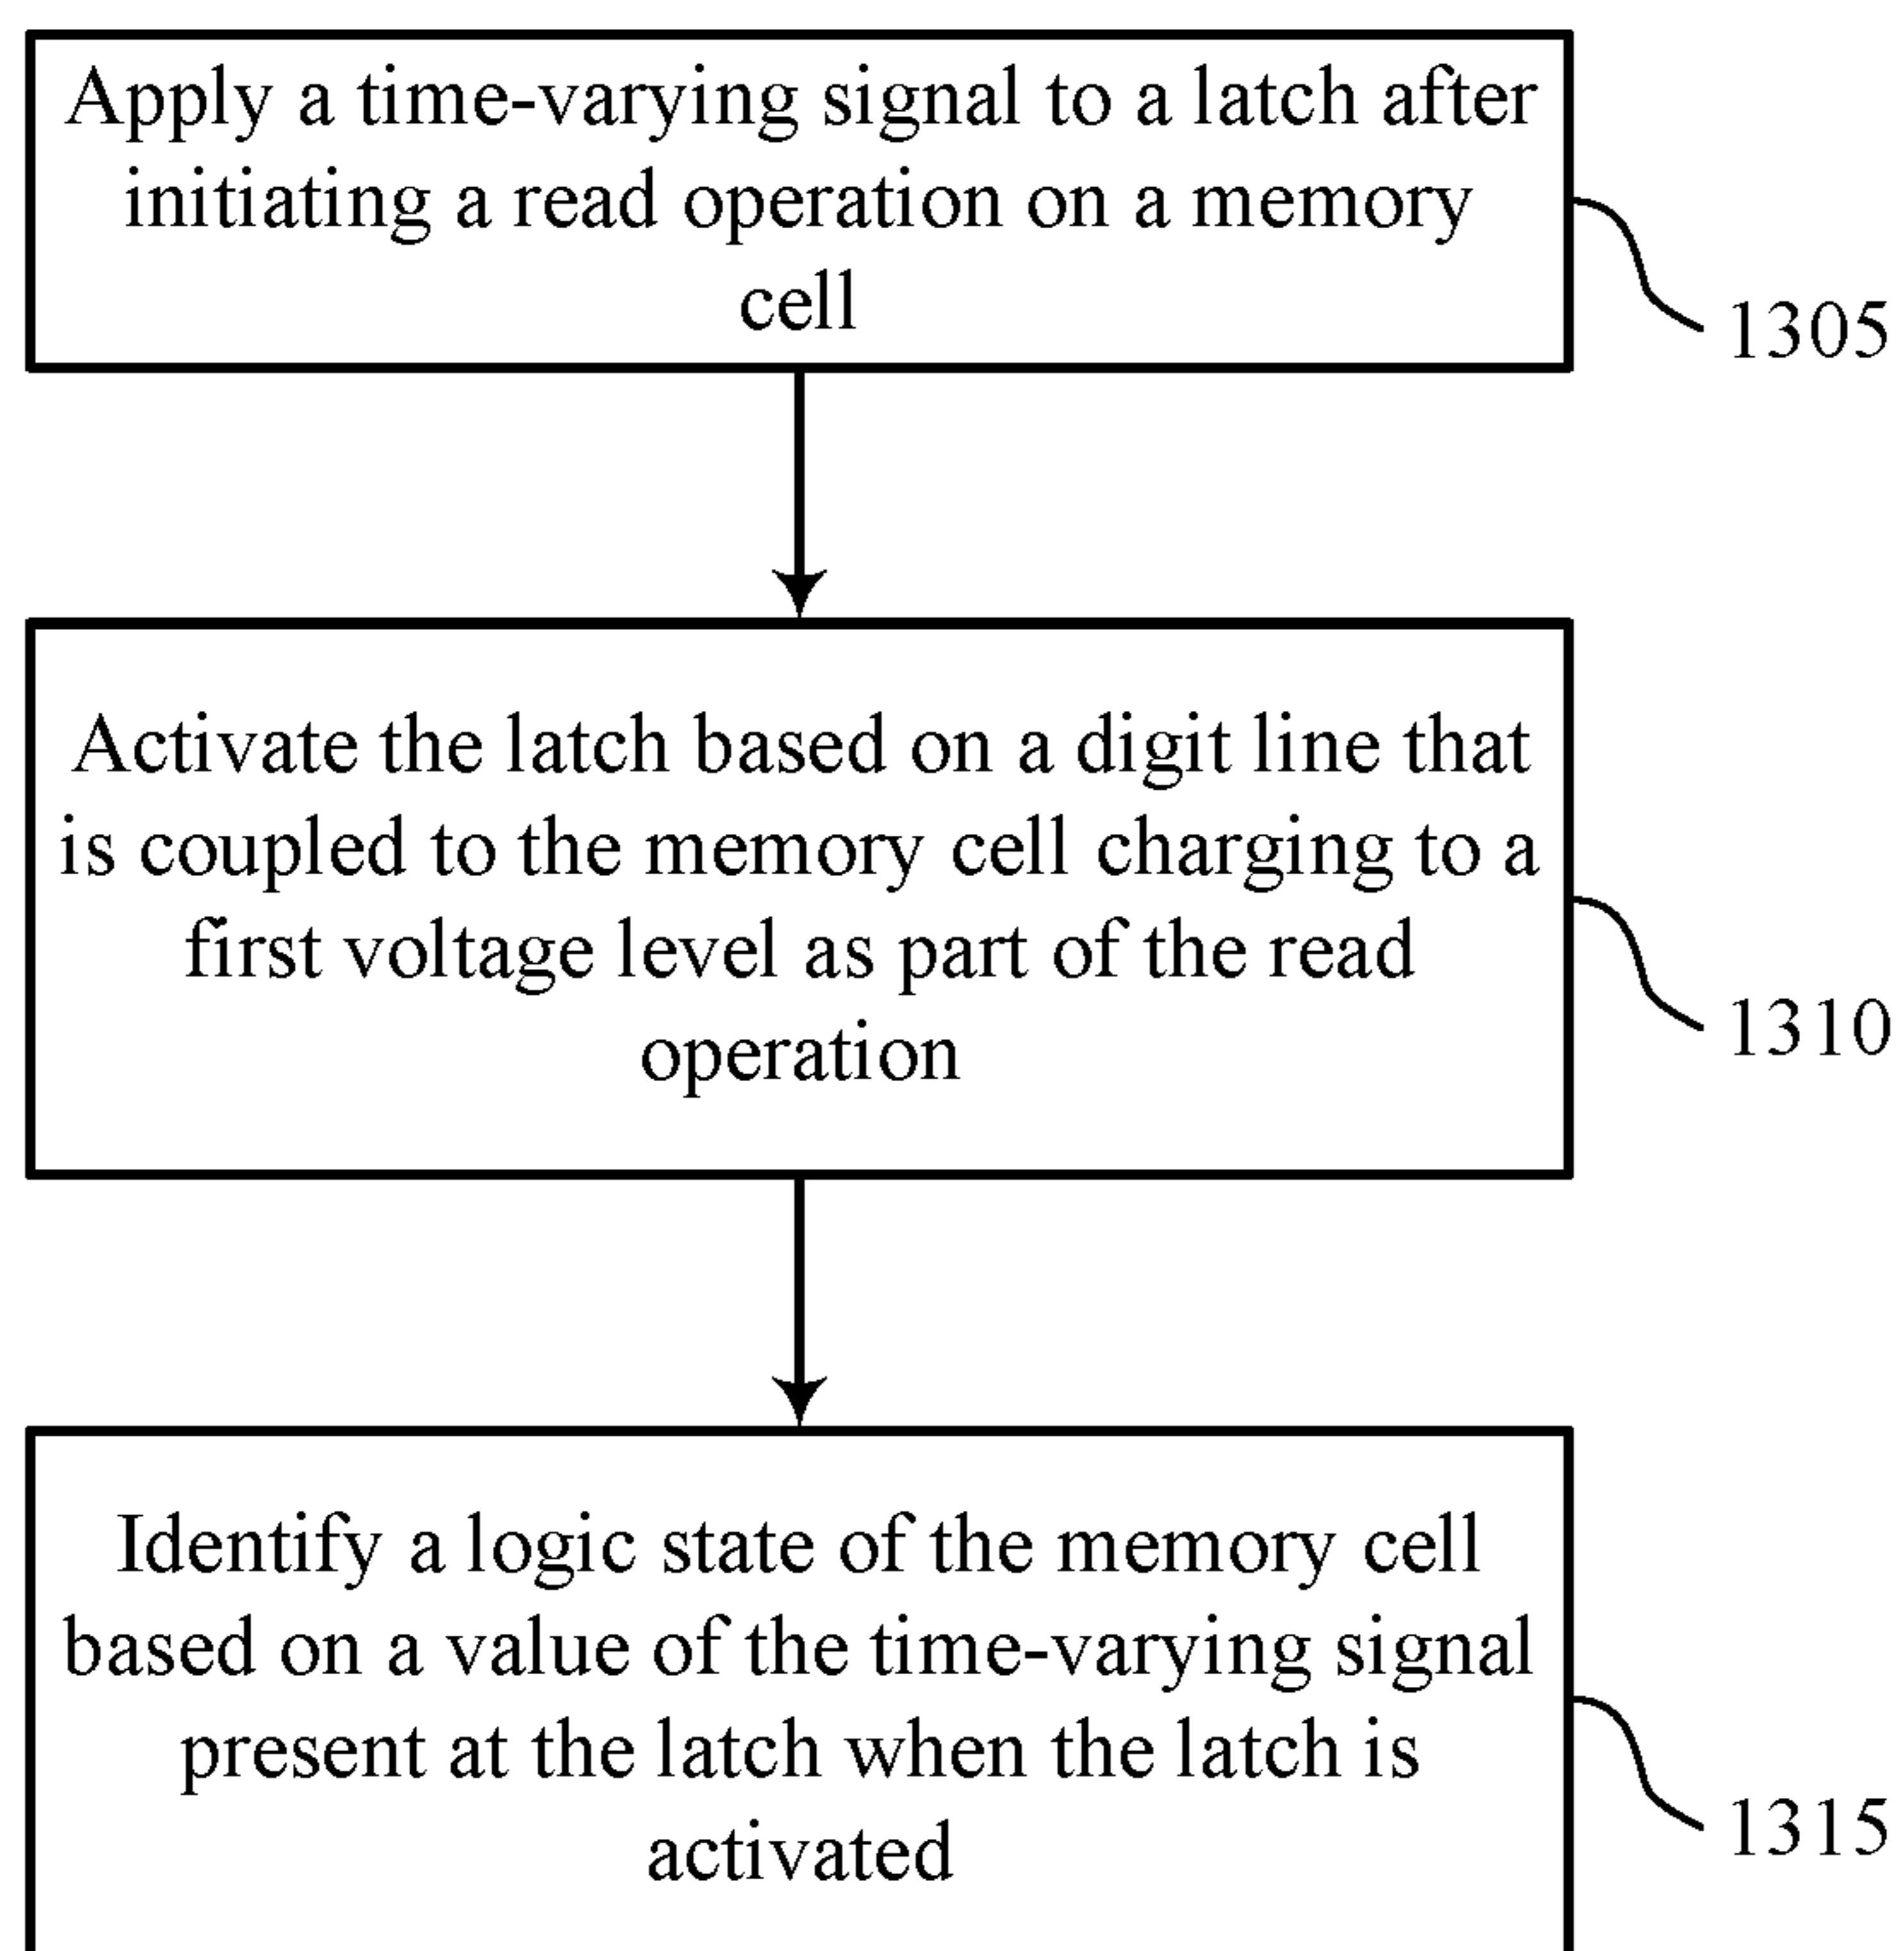 Apply a time-varying signal to a latch after
initiating a read operation on a memory
cell
1305
Activate the latch based on a digit line that
is coupled to the memory cell charging to a
first voltage level as part of the read
operation
1310
Identify a logic state of the memory cell
based on a value of the time-varying signal
present at the latch when the latch is
activated
1315